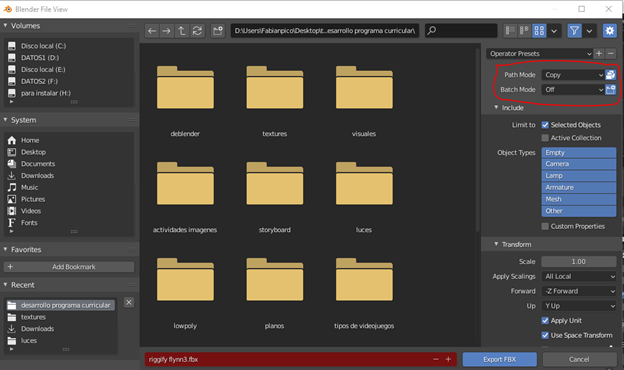 Blender File View
Volumes
Disco local (C:)
DATOS1 (D:)
Disco local (E:)
DATOS2 (F:)
para instalar (H:)
System
Home
Desktop
Documents
Downloads
Music
Pictures
Videos
Fonts
Favorites
Add Bookmark
Recent
desarrollo programa curricular
textures
Downloads
luces
D:\Users\Fabianpico\Desktop\t...esarrollo programa curricular\
deblender textures visuales
actividades imagenes storyboard luces
lowpoly planos tipos de videojuegos
riggify flynn3.fbx
Operator Presets
Path Mode Copy
Batch Mode Off
Include
Limit to Selected Objects
Active Collection
Object Types Empty
Camera
Lamp
Armature
Mesh
Other
Custom Properties
Transform
Scale 1.00
Apply Scalings All Local
Forward -Z Forward
Up Y Up
Apply Unit
Use Space Transform
Export FBX Cancel